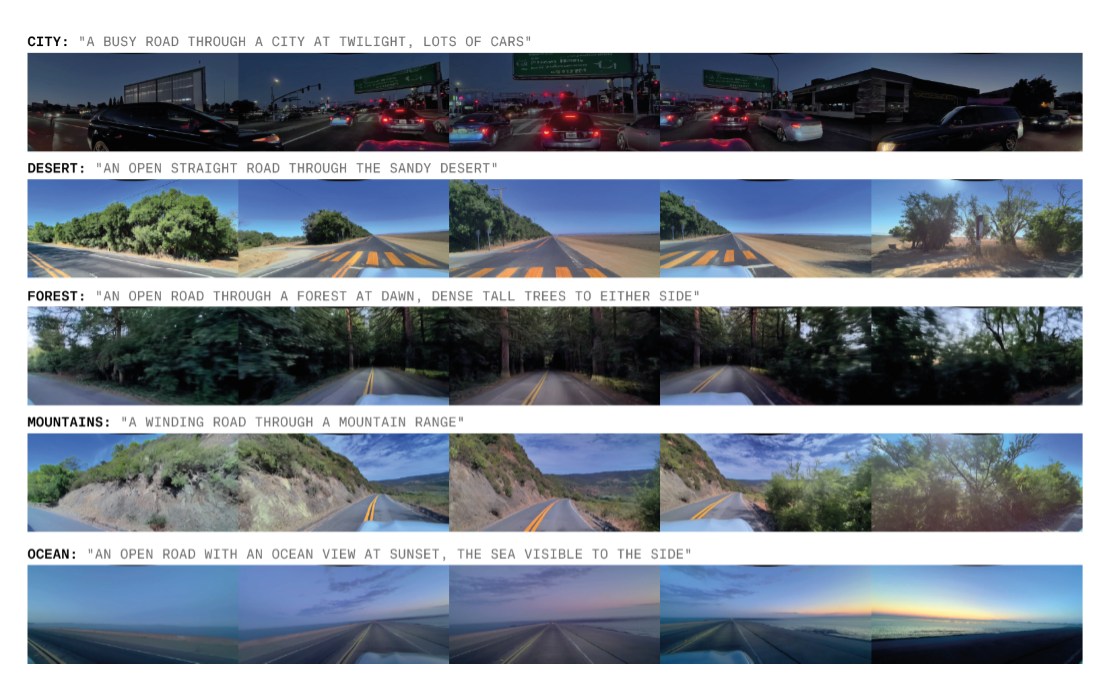 CITY: "A BUSY ROAD THROUGH A CITY AT TWILIGHT, LOTS OF CARS"
DESERT: "AN OPEN STRAIGHT ROAD THROUGH THE SANDY DESERT"
FOREST: "AN OPEN ROAD THROUGH A FOREST AT DAWN, DENSE TALL TREES TO EITHER SIDE"
MOUNTAINS: "A WINDING ROAD THROUGH A MOUNTAIN RANGE"
OCEAN: "AN OPEN ROAD WITH AN OCEAN VIEW AT SUNSET, THE SEA VISIBLE TO THE SIDE"